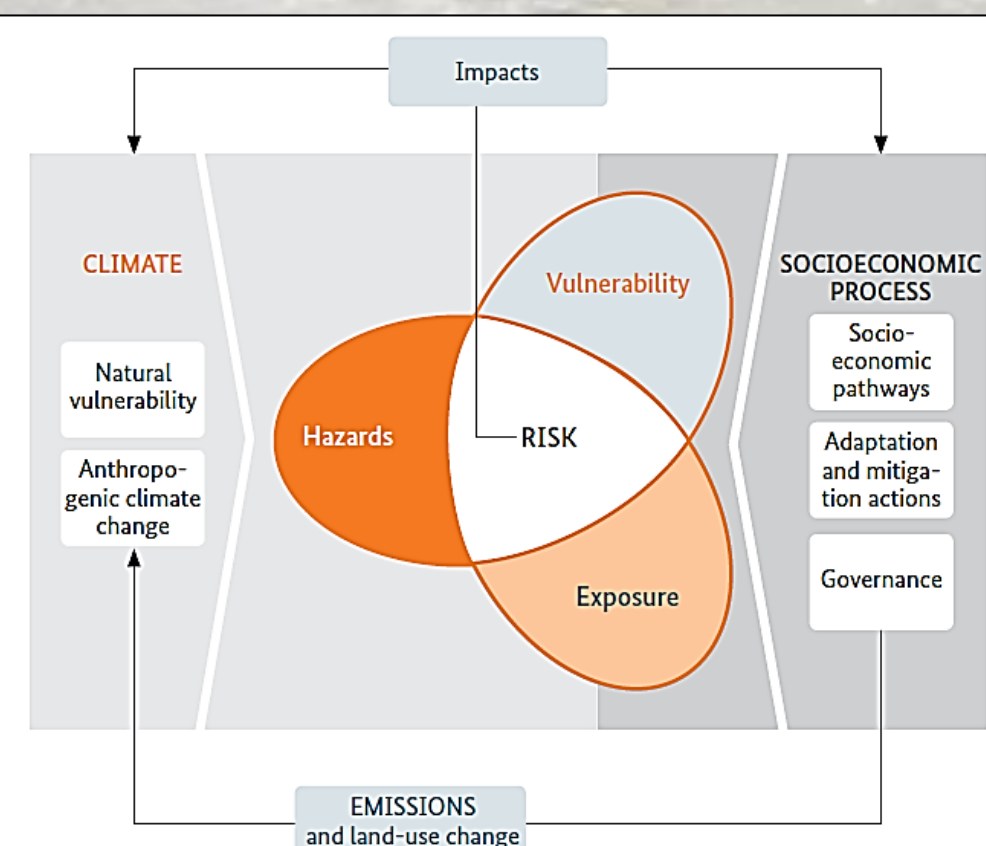 Impacts
CLIMATE
Natural
vulnerability
Anthropo-
genic climate
change
Hazards
RISK
Vulnerability
Exposure
SOCIOECONOMIC
PROCESS
Socio-
economic
pathways
Adaptation
and mitiga-
tion actions
Governance
EMISSIONS
and land-use change